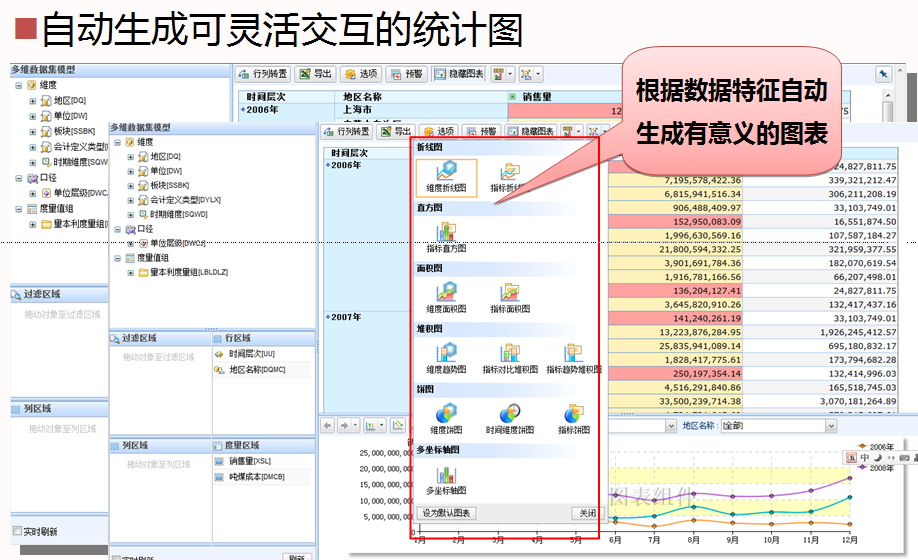 自动生成可灵活交互的统计图
根据数据特征自动
生成有意义的图表
多维数据集模型
维度
地区[DQ]
单位[DW]
板块[SSBK]
会计定义类型[
时期维度[SQW
口径
单位层级[DWC
度量值组
量本利度量组[
过滤区域
拖动对象至过滤区域
列区域
拖动对象至列区域
实时刷新
行列转置 导出 选项 报警 隐藏图表
时间层次 地区名称 销售量
2006年 上海市 12
多维数据集模型
维度
地区[DQ]
单位[DW]
板块[SSBK]
会计定义类型[DYLX]
时期维度[SQWD]
口径
单位层级[DWCJ]
度量值组
量本利度量组[LBLDLZ]
过滤区域
拖动对象至过滤区域
行区域
时间层次[UU]
地区名称[DQMC]
列区域
拖动对象至列区域
度量区域
销售量[XSL]
吨煤成本[DMCB]
实时刷新
刷新
行列转置 导出 选项 报警 隐藏图表
时间层次
2006年
2007年
折线图
维度折线图 指标折线图
直方图
指标直方图
面积图
维度面积图 指标面积图
堆积图
维度趋势图 指标对比堆积图 指标趋势堆积图
饼图
维度饼图 时间维度饼图 指标饼图
多坐标轴图
多坐标轴图
设为默认图表 关闭
24,827,811.75
7,195,578,422.36 339,321,212.47
6,815,941,516.34 306,211,208.19
906,488,409.97 33,103,749.01
152,950,083.09 16,551,874.50
1,996,630,569.16 107,587,184.27
21,800,594,332.25 321,959,377.55
3,901,691,784.36 182,070,619.54
1,916,781,166.56 66,207,498.01
136,204,127.41 24,827,811.75
3,645,820,910.26 132,417,437.16
141,240,261.19 33,103,749.01
13,223,876,284.95 1,926,245,412.57
25,835,941,089.14 695,180,832.17
1,828,417,775.61 173,794,682.28
250,197,354.14 132,414,996.03
4,516,291,840.86 165,518,745.03
33,500,239,714.38 3,070,181,264.89
地区名称: [全部]
25,000,000,000
20,000,000,000
15,000,000,000
10,000,000,000
5,000,000,000
图表组件
2006年
2008年
中
1月 2月 3月 4月 5月 6月 7月 8月 9月 10月 11月 12月